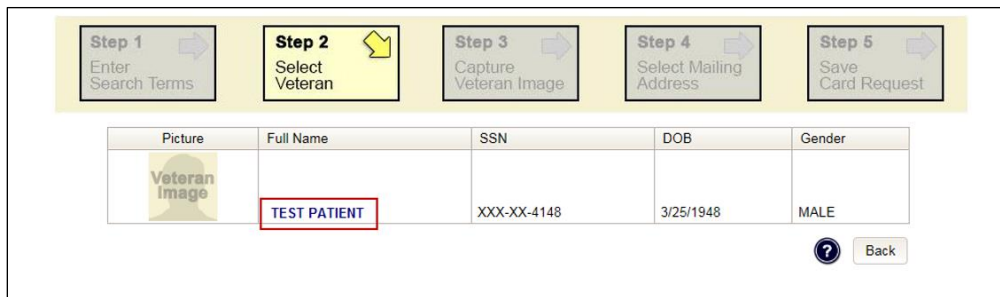 Step 1
Enter
Search Terms
Step 2
Select
Veteran
Step 3
Capture
Veteran Image
Step 4
Select Mailing
Address
Step 5
Save
Card Request
Picture Full Name SSN DOB Gender
Veteran
Image
TEST PATIENT XXX-XX-4148 3/25/1948 MALE
? Back